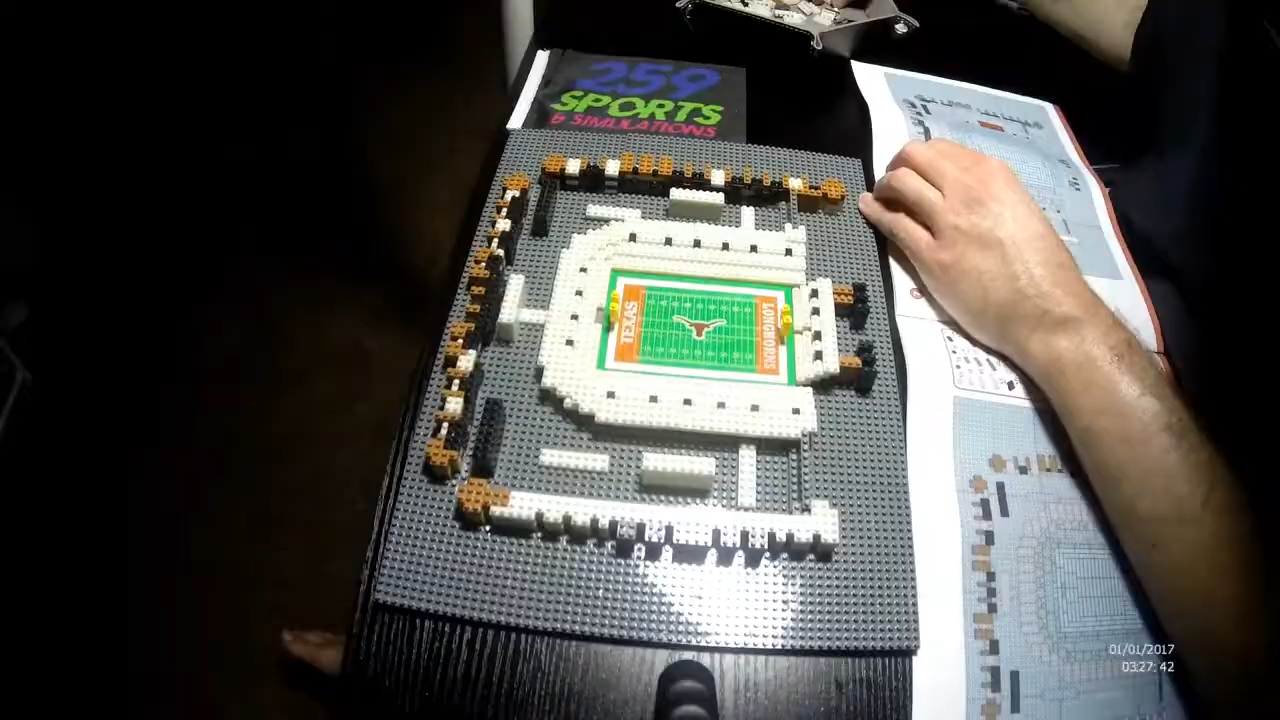 259
SPORTS
& SIMULATIONS
TEXAS
LONGHORNS
01/01/2017
03:27:42